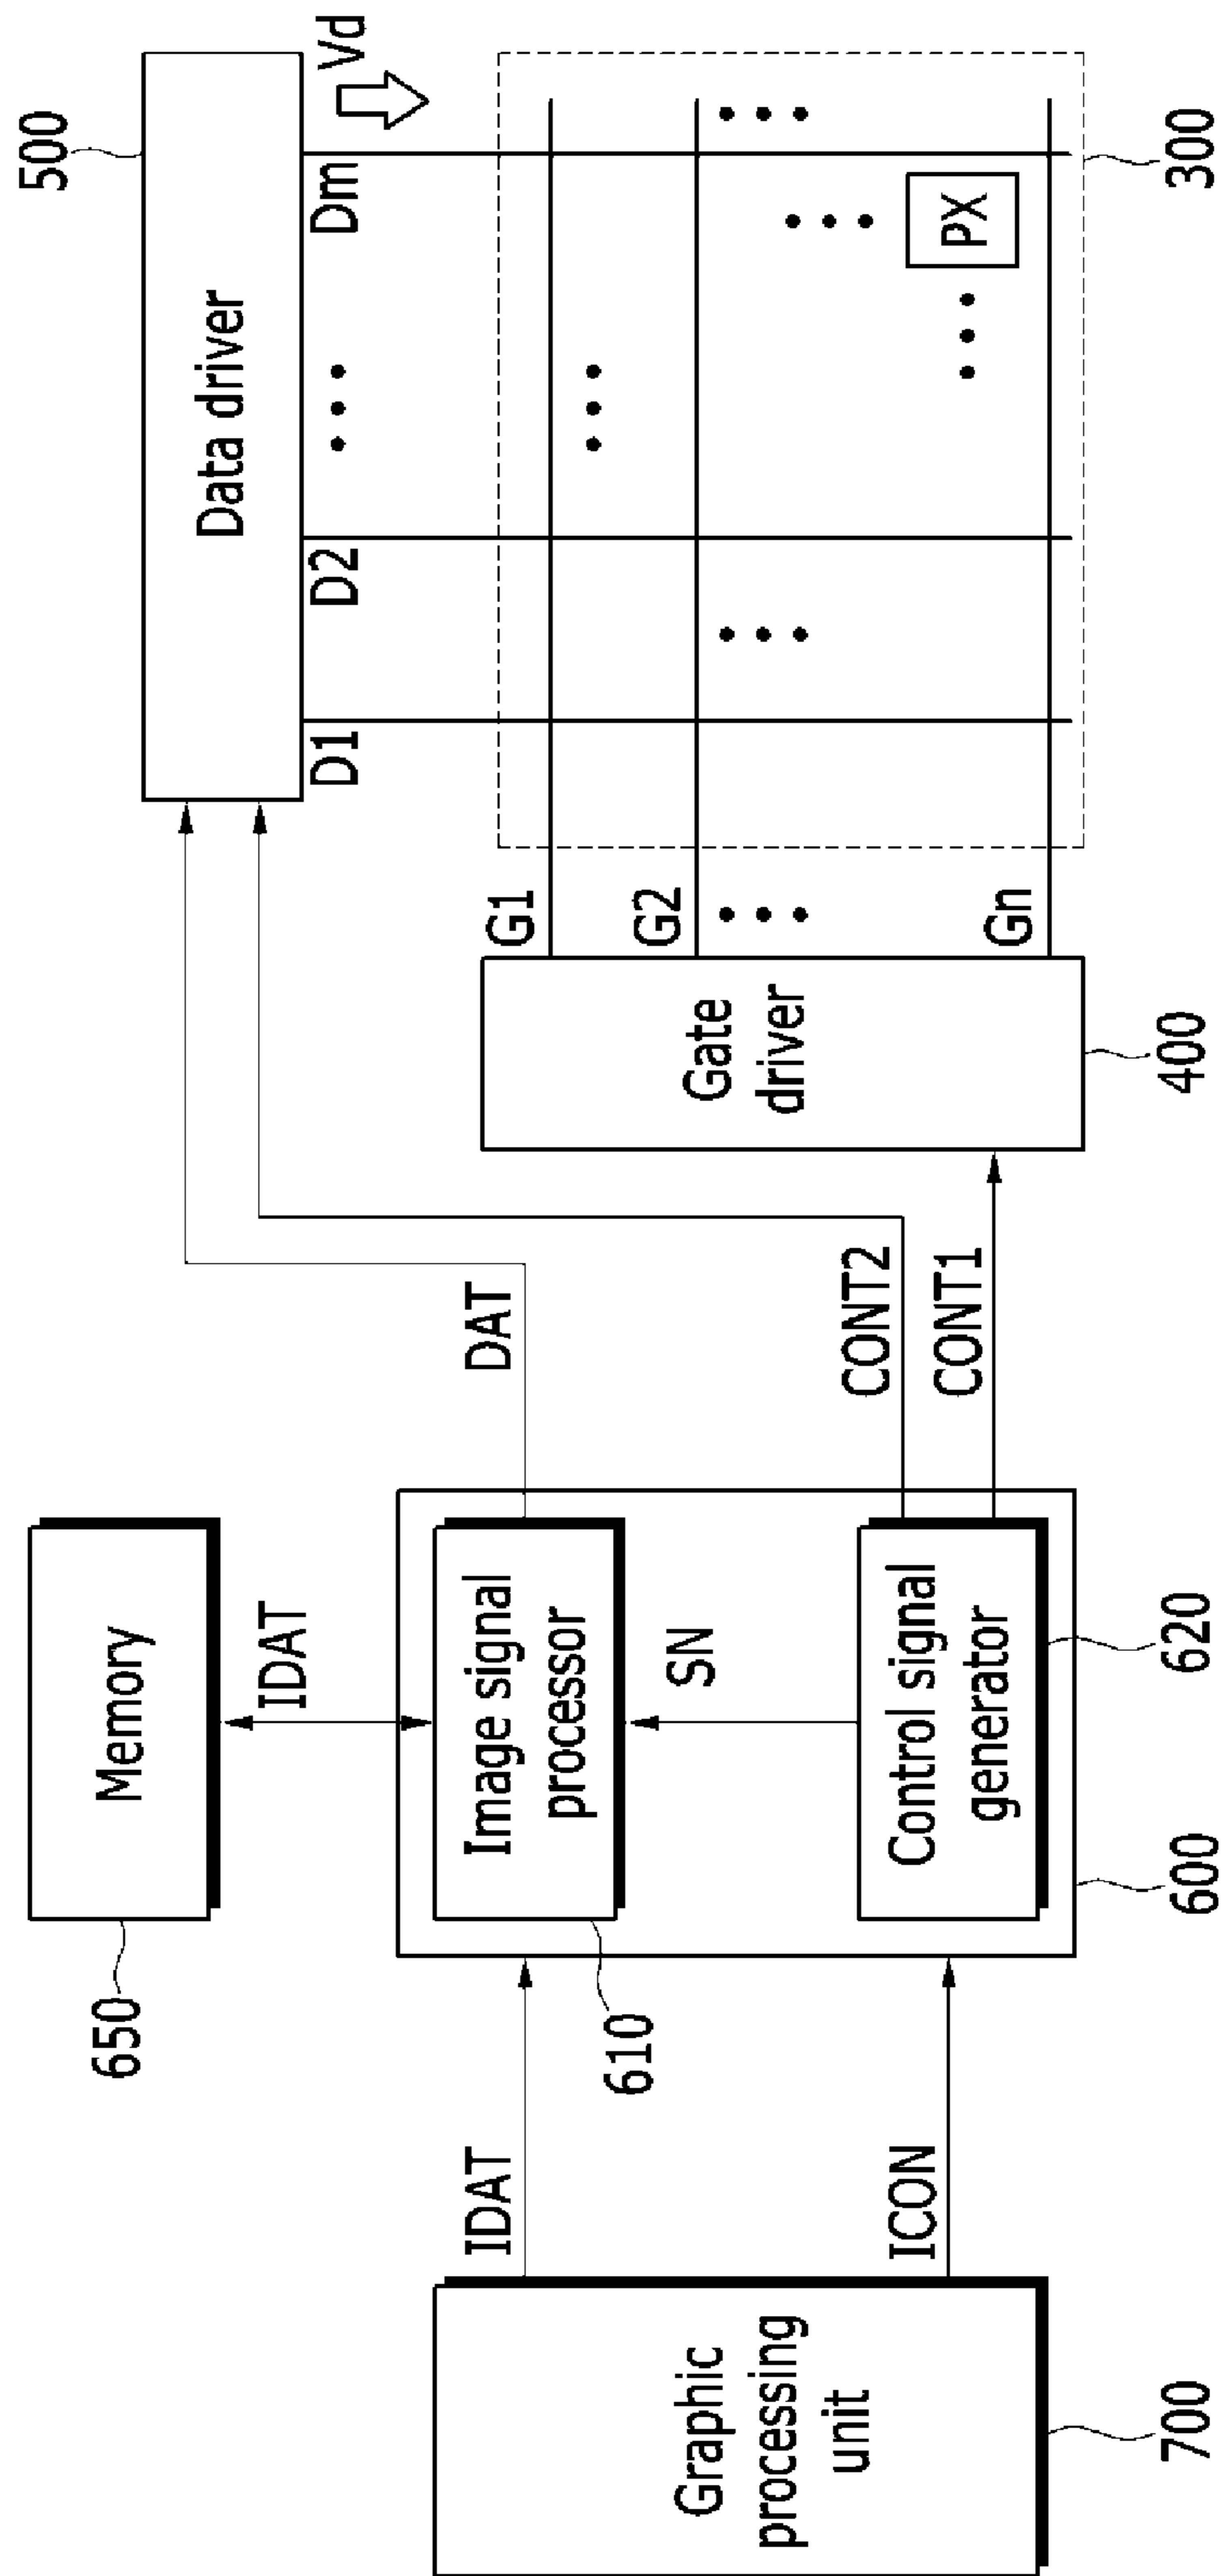 500
Data driver
Vd
D1
D2
Dm
650
Memory
IDAT
DAT
G1
G2
Gn
Gate
driver
400
PX
300
Graphic
processing
unit
700
IDAT
ICON
610
Image signal
processor
SN
Control signal
generator
620
600
CONT2
CONT1